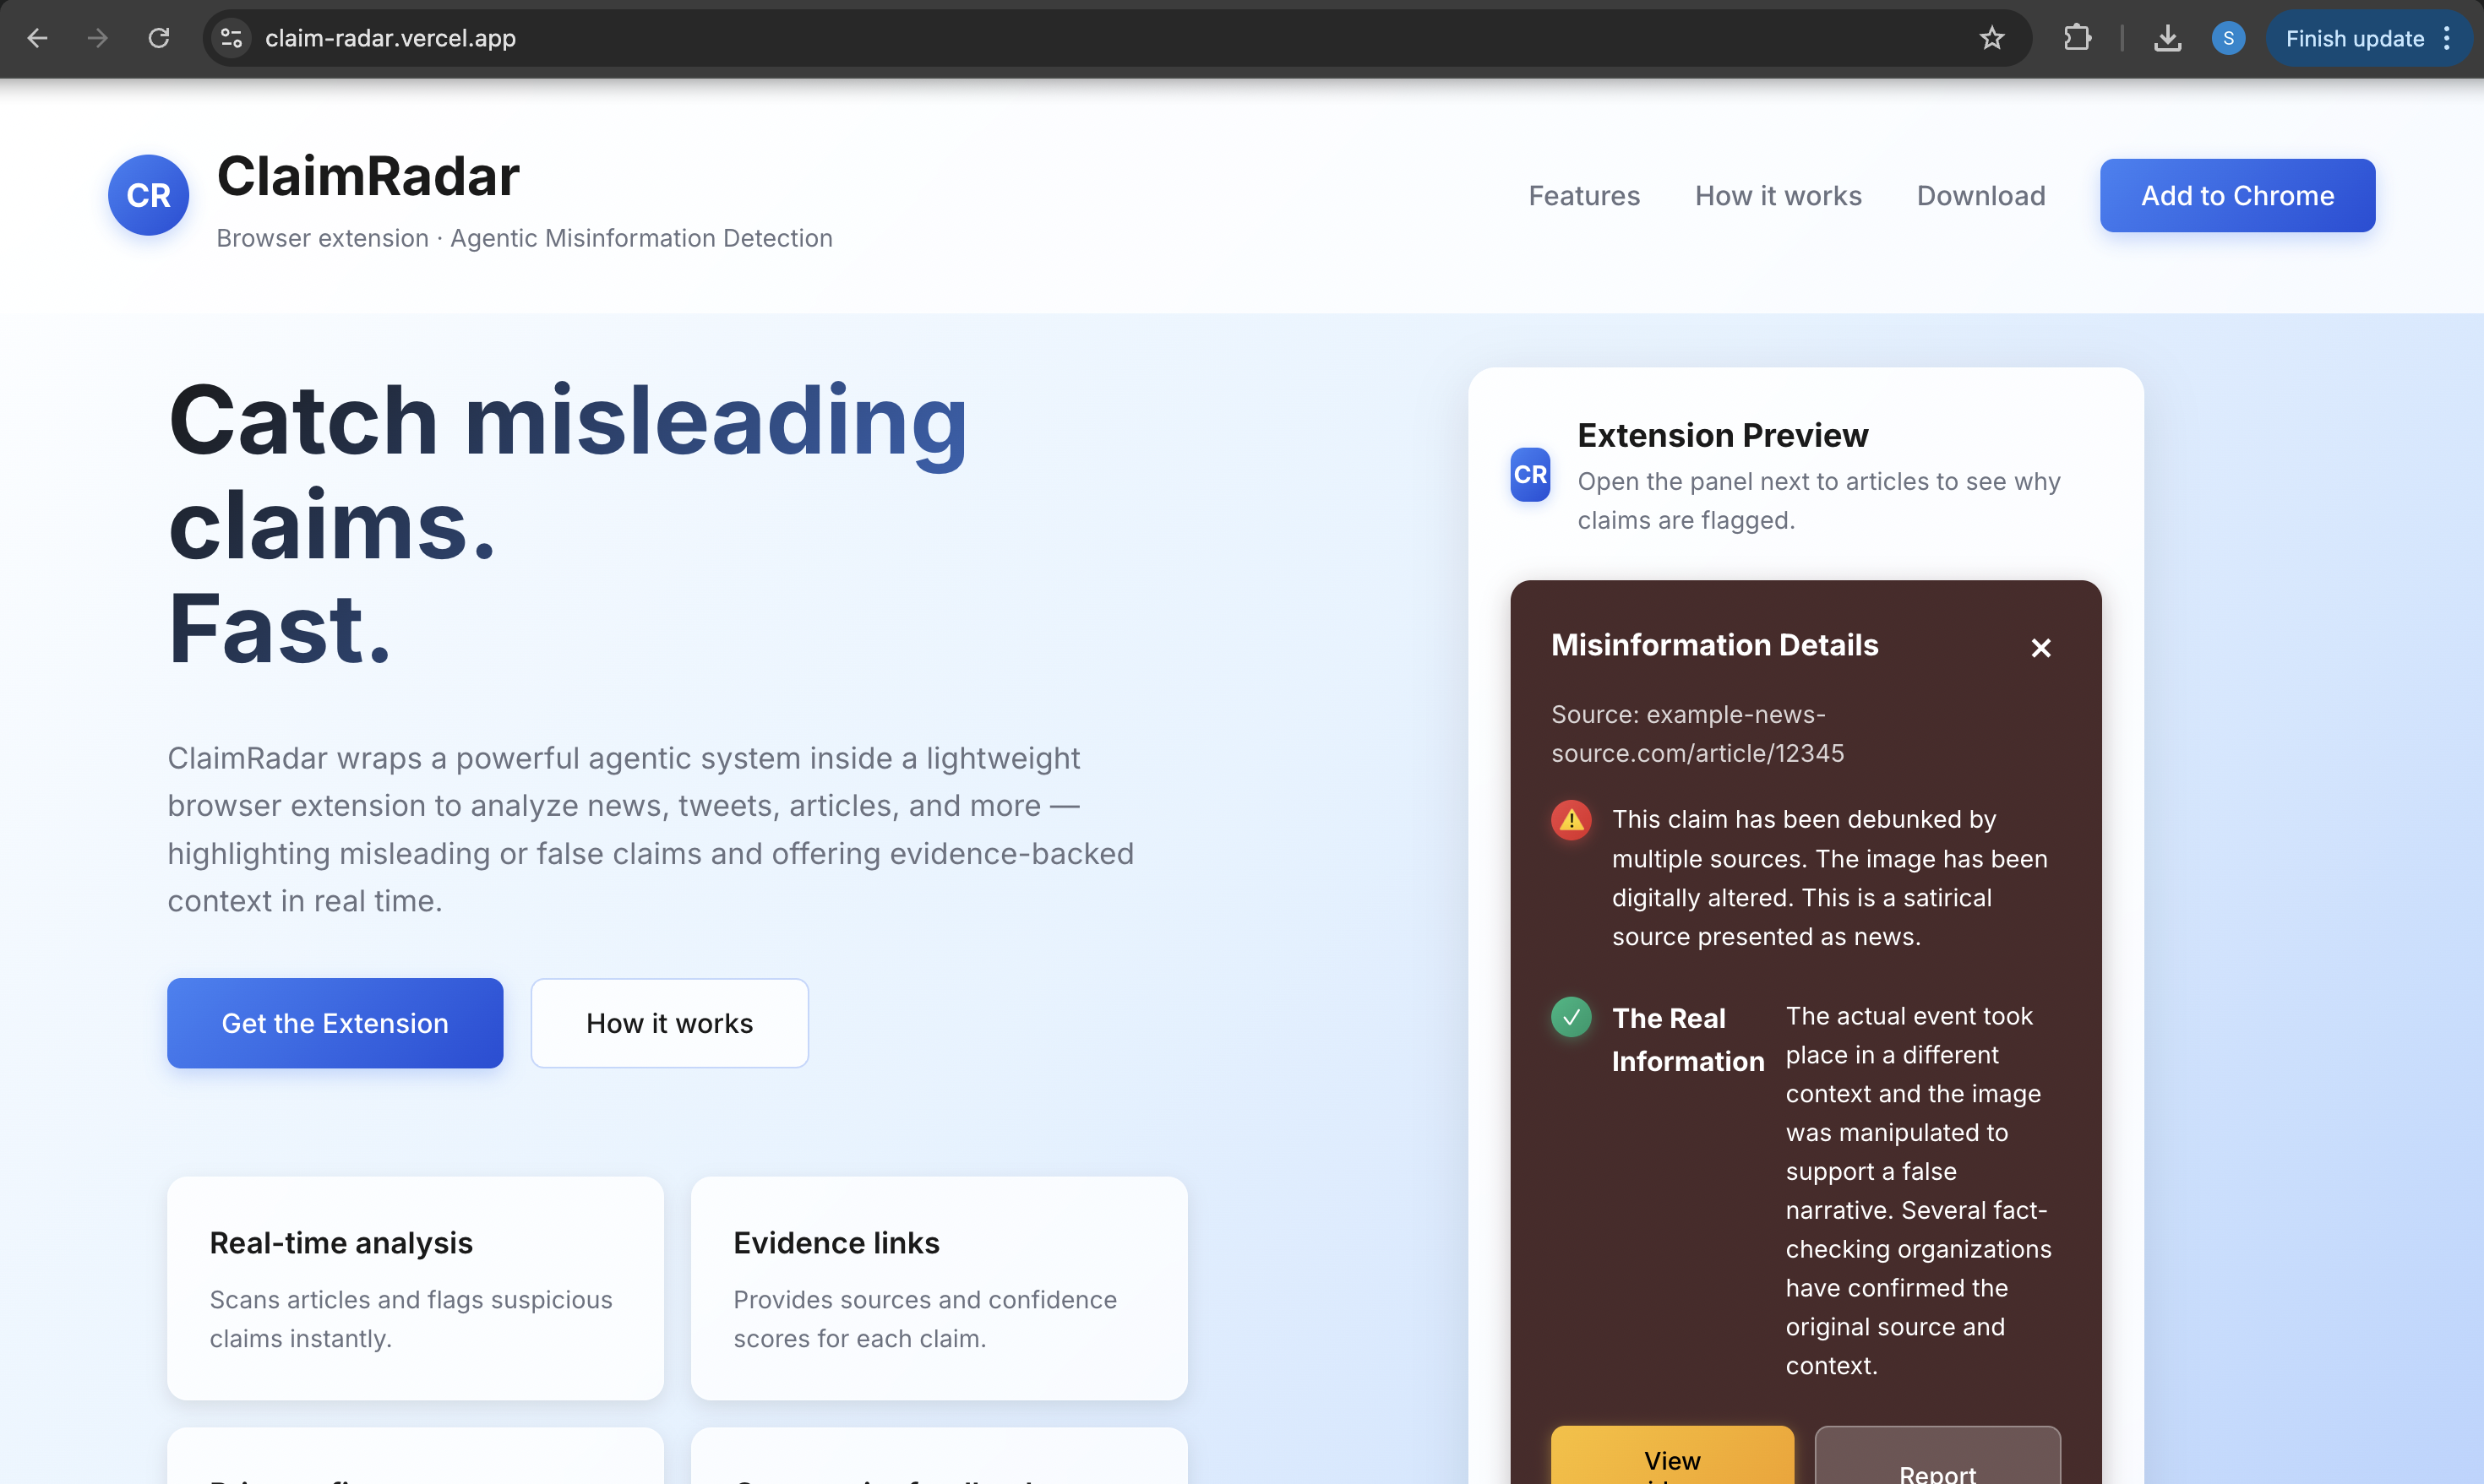 claim-radar.vercel.app
S
Finish update
CR
ClaimRadar
Browser extension · Agentic Misinformation Detection
Features
How it works
Download
Add to Chrome
Catch misleading
claims.
Fast.
ClaimRadar wraps a powerful agentic system inside a lightweight
browser extension to analyze news, tweets, articles, and more —
highlighting misleading or false claims and offering evidence-backed
context in real time.
Get the Extension
How it works
Real-time analysis
Scans articles and flags suspicious
claims instantly.
Evidence links
Provides sources and confidence
scores for each claim.
CR
Extension Preview
Open the panel next to articles to see why
claims are flagged.
Misinformation Details
Source: example-news-
source.com/article/12345
This claim has been debunked by
multiple sources. The image has been
digitally altered. This is a satirical
source presented as news.
The Real
Information
The actual event took
place in a different
context and the image
was manipulated to
support a false
narrative. Several fact-
checking organizations
have confirmed the
original source and
context.
View
Report